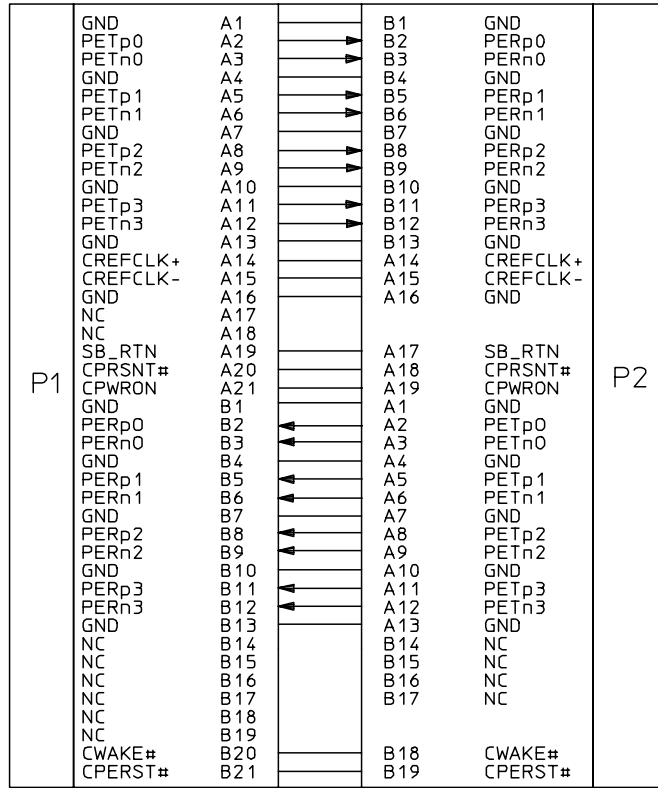 GND A1 B1 GND
PETp0 A2 B2 PERp0
PETn0 A3 B3 PERn0
GND A4 B4 GND
PETp1 A5 B5 PERp1
PETn1 A6 B6 PERn1
GND A7 B7 GND
PETp2 A8 B8 PERp2
PETn2 A9 B9 PERn2
GND A10 B10 GND
PETp3 A11 B11 PERp3
PETn3 A12 B12 PERn3
GND A13 B13 GND
CREFCLK+ A14 A14 CREFCLK+
CREFCLK- A15 A15 CREFCLK-
GND A16 A16 GND
NC A17
NC A18
SB_RTN A19 A17 SB_RTN
CPRSNT# A20 A18 CPRSNT#
P1 CPWRON A21 A19 CPWRON P2
GND B1 A1 GND
PERp0 B2 A2 PETp0
PERn0 B3 A3 PETn0
GND B4 A4 GND
PERp1 B5 A5 PETp1
PERn1 B6 A6 PETn1
GND B7 A7 GND
PERp2 B8 A8 PETp2
PERn2 B9 A9 PETn2
GND B10 A10 GND
PERp3 B11 A11 PETp3
PERn3 B12 A12 PETn3
GND B13 A13 GND
NC B14 B14 NC
NC B15 B15 NC
NC B16 B16 NC
NC B17 B17 NC
NC B18
NC B19
CWAKE# B20 B18 CWAKE#
CPERST# B21 B19 CPERST#